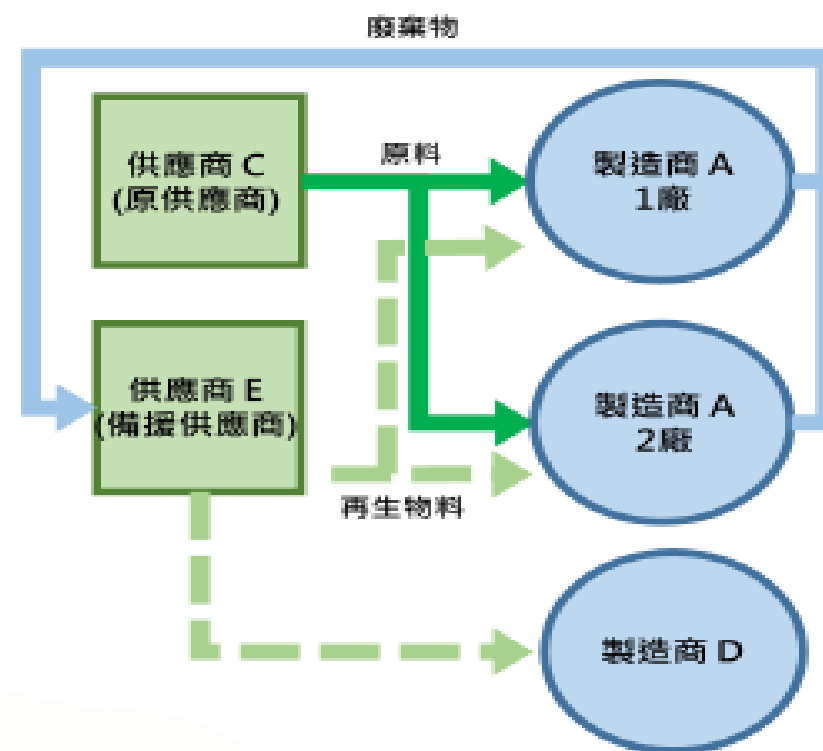 廢棄物
供應商 C
(原供應商)
原料
製造商 A
1廠
供應商 E
(備援供應商)
製造商 A
2廠
再生物料
製造商 D